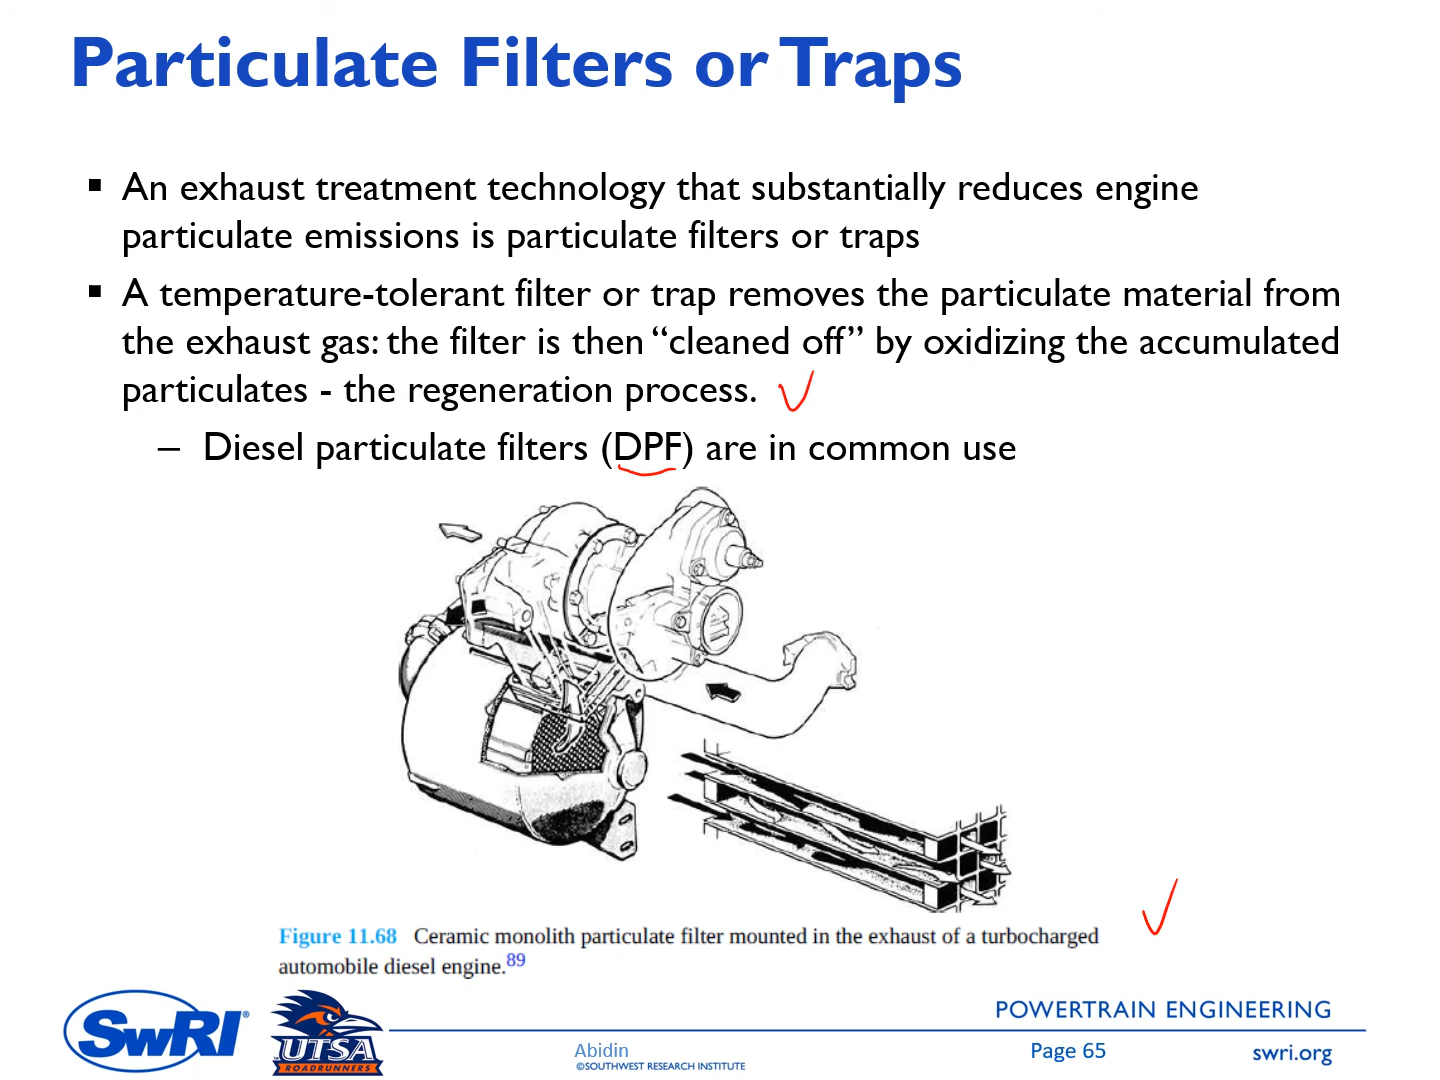 Particulate Filters or Traps
▪ An exhaust treatment technology that substantially reduces engine
particulate emissions is particulate filters or traps
▪ A temperature-tolerant filter or trap removes the particulate material from
the exhaust gas: the filter is then “cleaned off” by oxidizing the accumulated
particulates - the regeneration process.
– Diesel particulate filters (DPF) are in common use
Figure 11.68 Ceramic monolith particulate filter mounted in the exhaust of a turbocharged
automobile diesel engine.89
SwRI®
UTSA
ROADRUNNERS
POWERTRAIN ENGINEERING
Abidin
©SOUTHWEST RESEARCH INSTITUTE
Page 65
swri.org